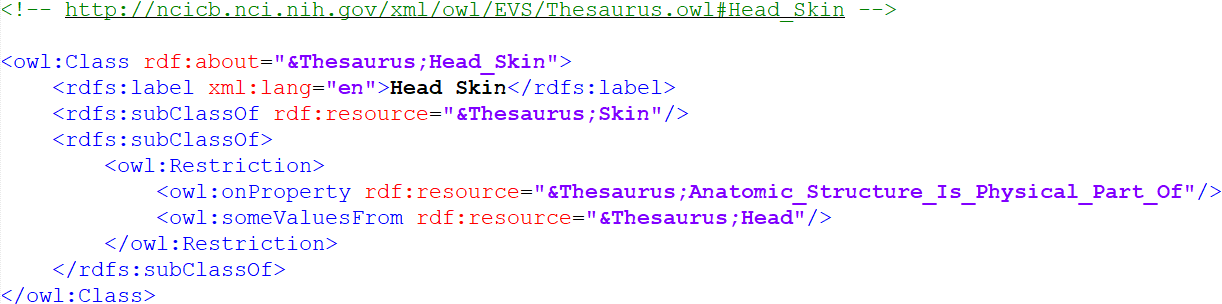 <!-- http://ncicb.nci.nih.gov/xml/owl/EVS/Thesaurus.owl#Head_Skin -->
<owl:Class rdf:about="&Thesaurus;Head_Skin">
<rdfs:label xml:lang="en">Head Skin</rdfs:label>
<rdfs:subClassOf rdf:resource="&Thesaurus;Skin"/>
<rdfs:subClassOf>
<owl:Restriction>
<owl:onProperty rdf:resource="&Thesaurus;Anatomic_Structure_Is_Physical_Part_Of"/>
<owl:someValuesFrom rdf:resource="&Thesaurus;Head"/>
</owl:Restriction>
</rdfs:subClassOf>
</owl:Class>